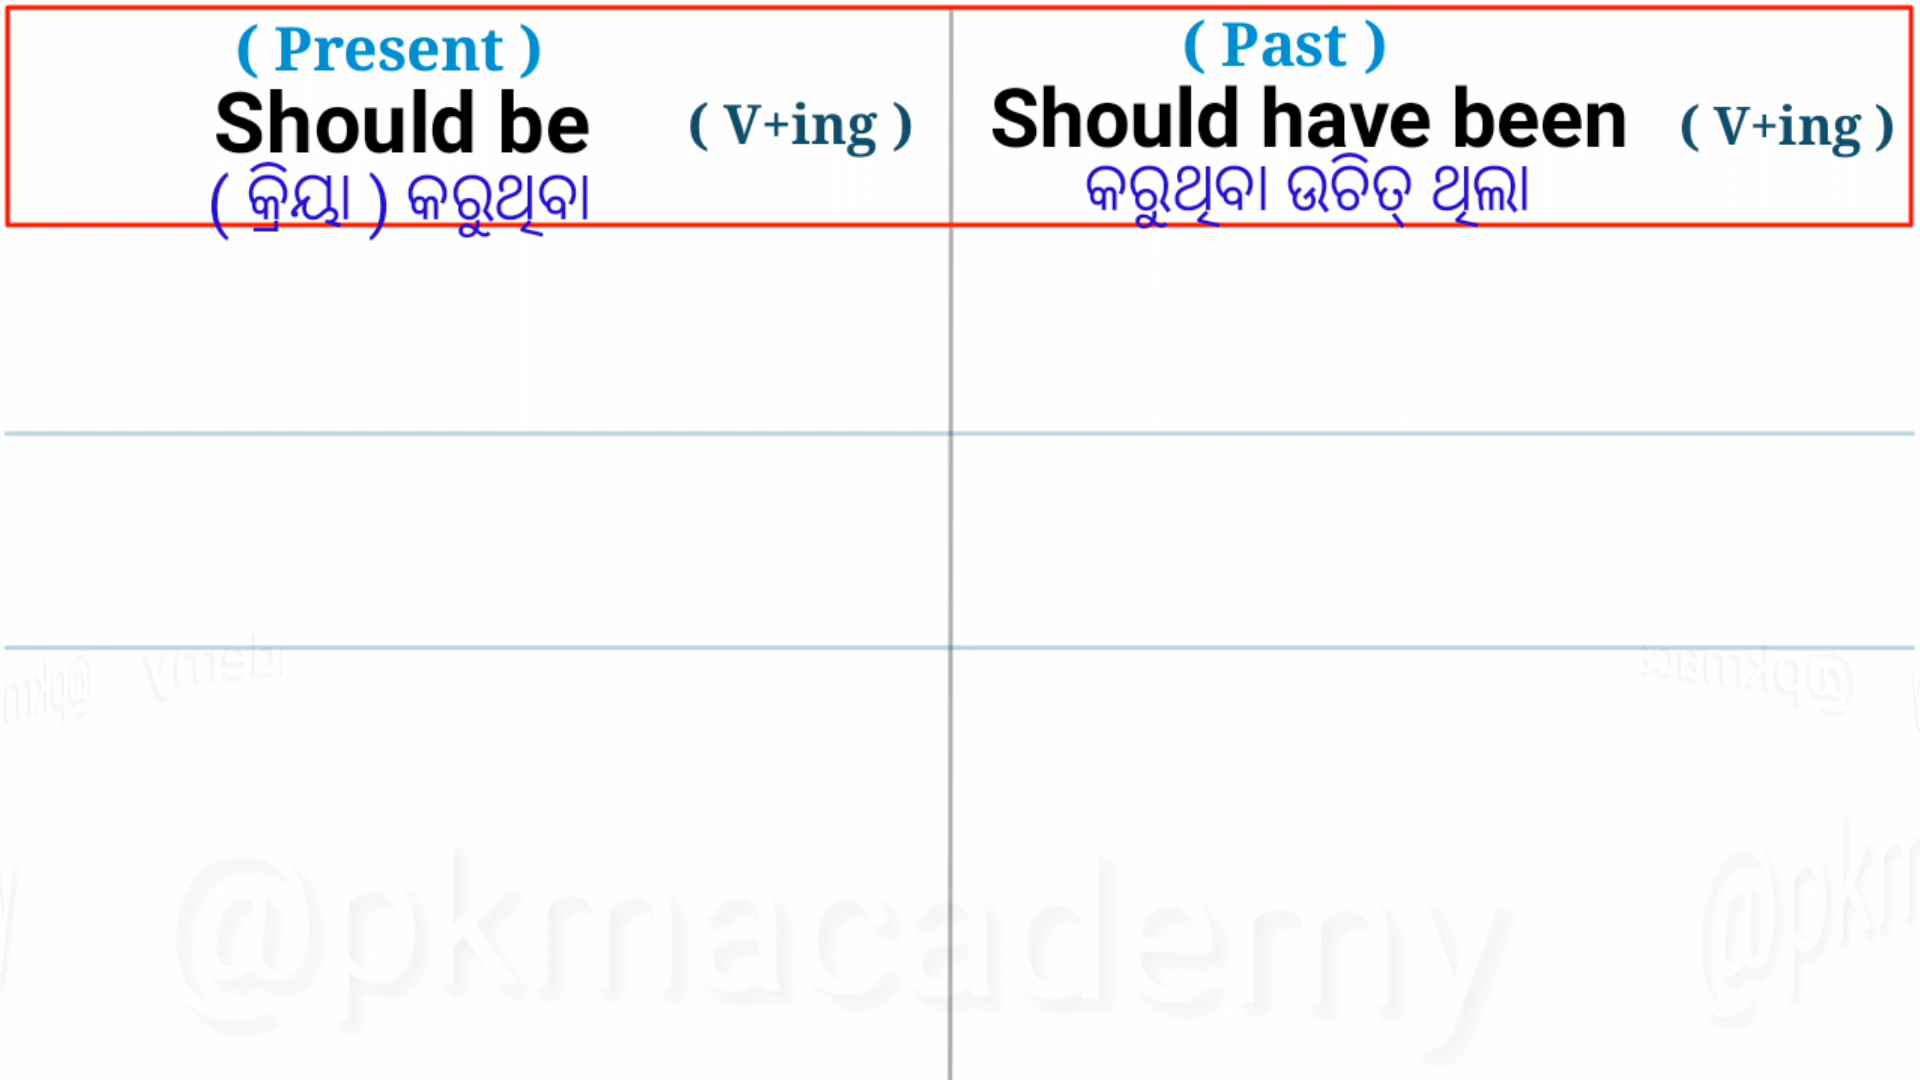 ( Present )
Should be ( V+ing )
( କ୍ରିୟା ) କରୁଥିବା
( Past )
Should have been ( V+ing )
କରୁଥିବା ଉଚିତ୍ ଥିଲା
@pkmacademy